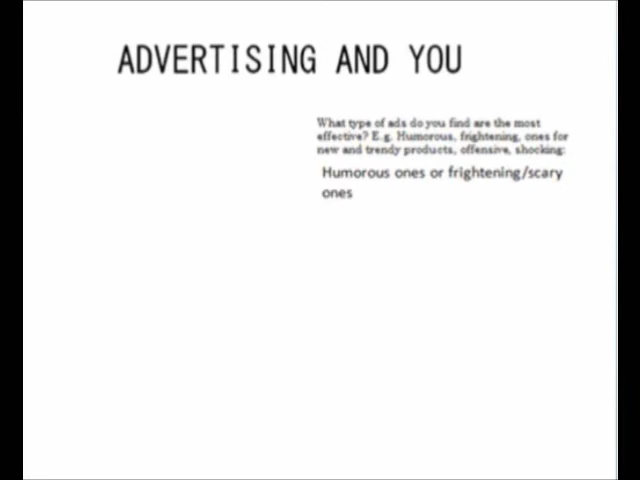 ADVERTISING AND YOU
What type of ads do you find are the most
effective? E.g. Humorous, frightening, ones for
new and trendy products, offensive, shocking:
Humorous ones or frightening/scary
ones